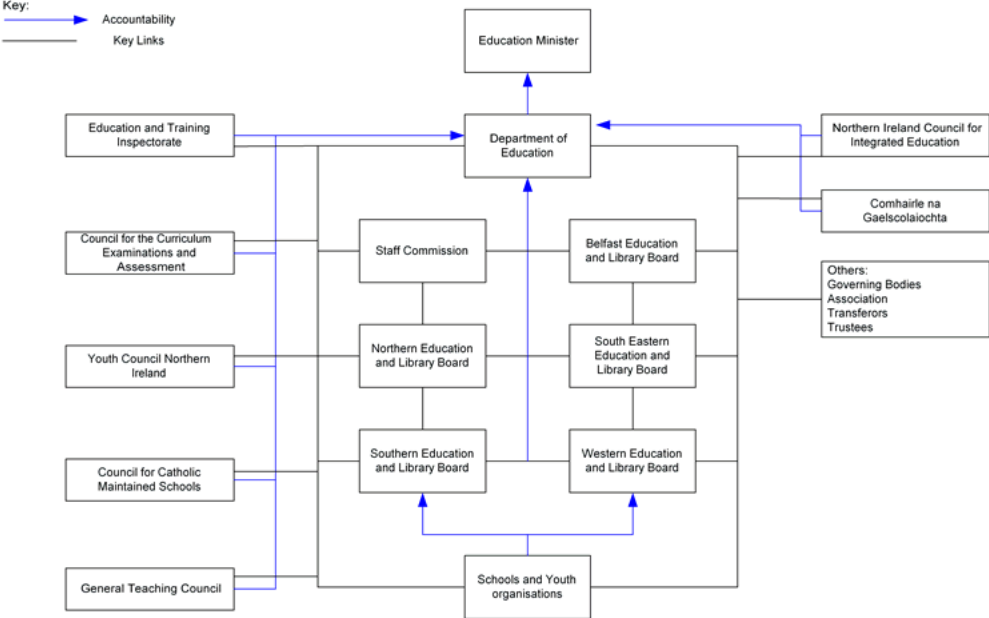 Key:
Accountability
Key Links
Education Minister
Education and Training
Inspectorate
Department of
Education
Northern Ireland Council for
Integrated Education
Comhairle na
Gaelscolaiochta
Council for the Curriculum
Examinations and
Assessment
Staff Commission
Belfast Education
and Library Board
Others:
Governing Bodies
Association
Transferors
Trustees
Youth Council Northern
Ireland
Northern Education
and Library Board
South Eastern
Education and
Library Board
Council for Catholic
Maintained Schools
Southern Education
and Library Board
Western Education
and Library Board
General Teaching Council
Schools and Youth
organisations